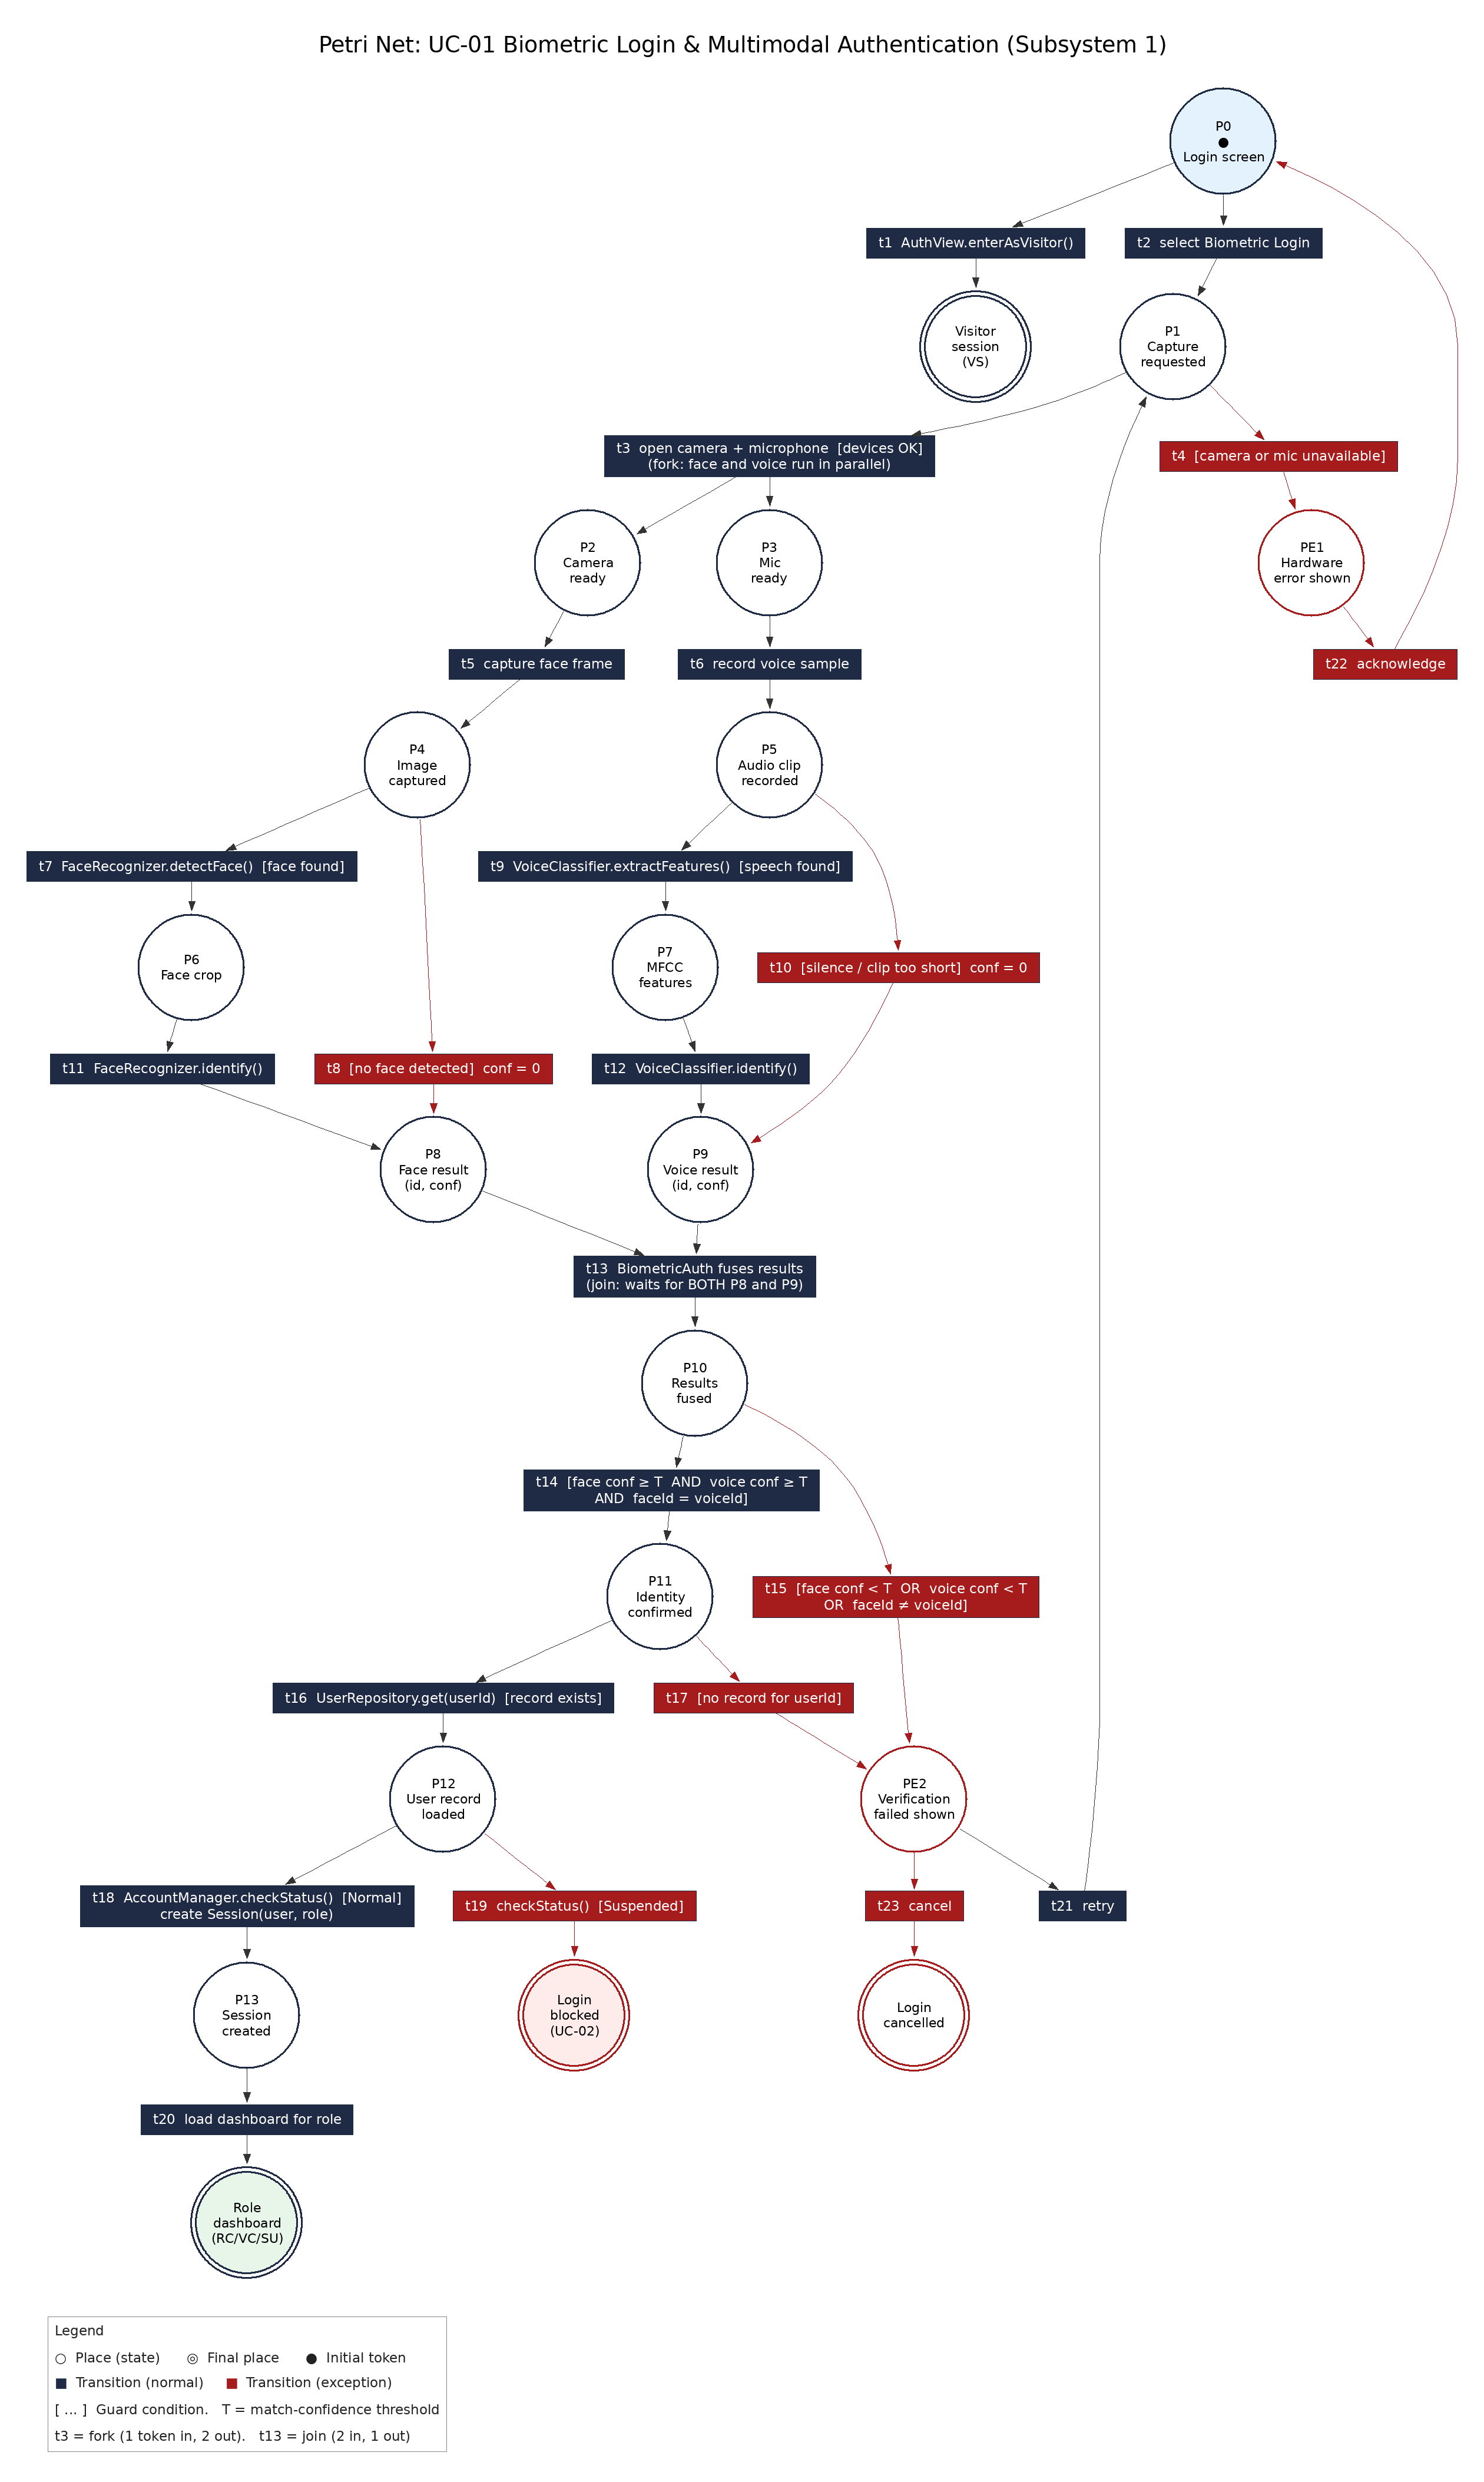 Petri Net: UC-01 Biometric Login & Multimodal Authentication (Subsystem 1)
P0
●
Login screen
t1  AuthView.enterAsVisitor()
t2  select Biometric Login
Visitor
session
(VS)
P1
Capture
requested
t3  open camera + microphone  [devices OK]
(fork: face and voice run in parallel)
t4  [camera or mic unavailable]
P2
Camera
ready
P3
Mic
ready
PE1
Hardware
error shown
t5  capture face frame
t6  record voice sample
t22  acknowledge
P4
Image
captured
P5
Audio clip
recorded
t7  FaceRecognizer.detectFace()  [face found]
t9  VoiceClassifier.extractFeatures()  [speech found]
P6
Face crop
P7
MFCC
features
t10  [silence / clip too short]  conf = 0
t11  FaceRecognizer.identify()
t8  [no face detected]  conf = 0
t12  VoiceClassifier.identify()
P8
Face result
(id, conf)
P9
Voice result
(id, conf)
t13  BiometricAuth fuses results
(join: waits for BOTH P8 and P9)
P10
Results
fused
t14  [face conf ≥ T  AND  voice conf ≥ T
AND  faceId = voiceId]
P11
Identity
confirmed
t15  [face conf < T  OR  voice conf < T
OR  faceId ≠ voiceId]
t16  UserRepository.get(userId)  [record exists]
t17  [no record for userId]
P12
User record
loaded
PE2
Verification
failed shown
t18  AccountManager.checkStatus()  [Normal]
create Session(user, role)
t19  checkStatus()  [Suspended]
t23  cancel
t21  retry
P13
Session
created
Login
blocked
(UC-02)
Login
cancelled
t20  load dashboard for role
Role
dashboard
(RC/VC/SU)
Legend
○  Place (state)  ◎  Final place  ●  Initial token
■  Transition (normal)  ■  Transition (exception)
[ ... ]  Guard condition.  T = match-confidence threshold
t3 = fork (1 token in, 2 out).  t13 = join (2 in, 1 out)